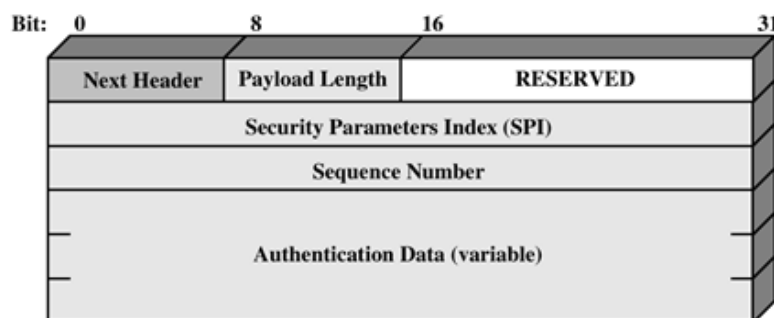 Bit: 0 8 16 31
Next Header Payload Length RESERVED
Security Parameters Index (SPI)
Sequence Number
Authentication Data (variable)